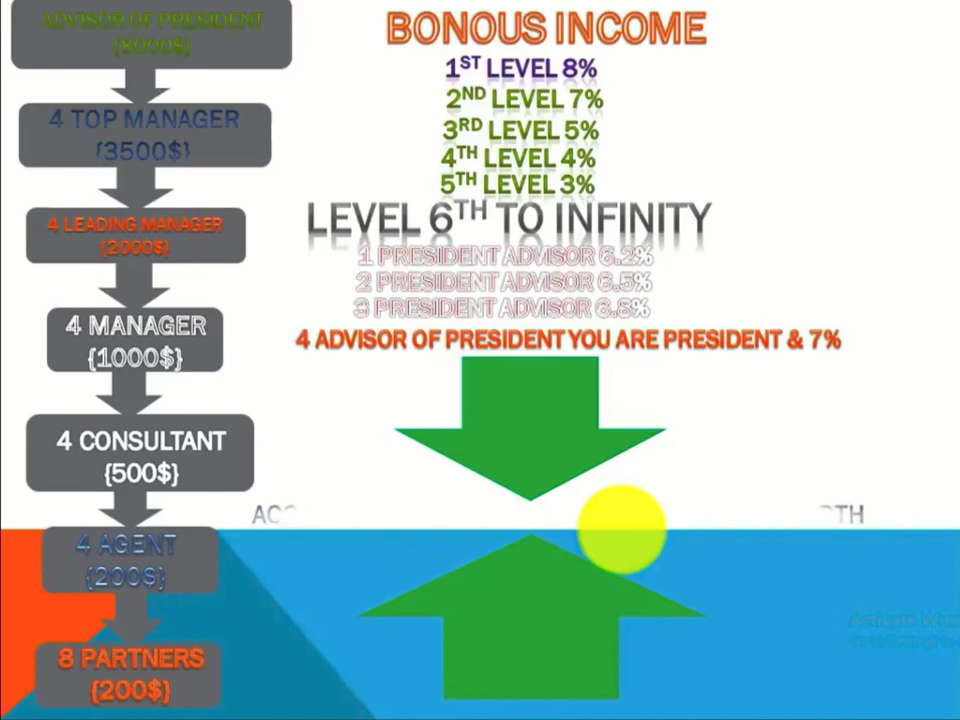 ADVISOR OF PRESIDENT
{8000$}
4 TOP MANAGER
{3500$}
4 LEADING MANAGER
{2000$}
4 MANAGER
{1000$}
4 CONSULTANT
{500$}
4 AGENT
{200$}
8 PARTNERS
{200$}
BONOUS INCOME
1ST LEVEL 8%
2ND LEVEL 7%
3RD LEVEL 5%
4TH LEVEL 4%
5TH LEVEL 3%
LEVEL 6TH TO INFINITY
1 PRESIDENT ADVISOR 6.2%
2 PRESIDENT ADVISOR 6.5%
3 PRESIDENT ADVISOR 6.8%
4 ADVISOR OF PRESIDENT YOU ARE PRESIDENT & 7%